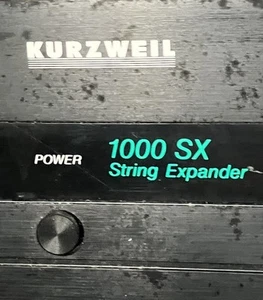 KURZWEIL
POWER
1000 SX
String Expander